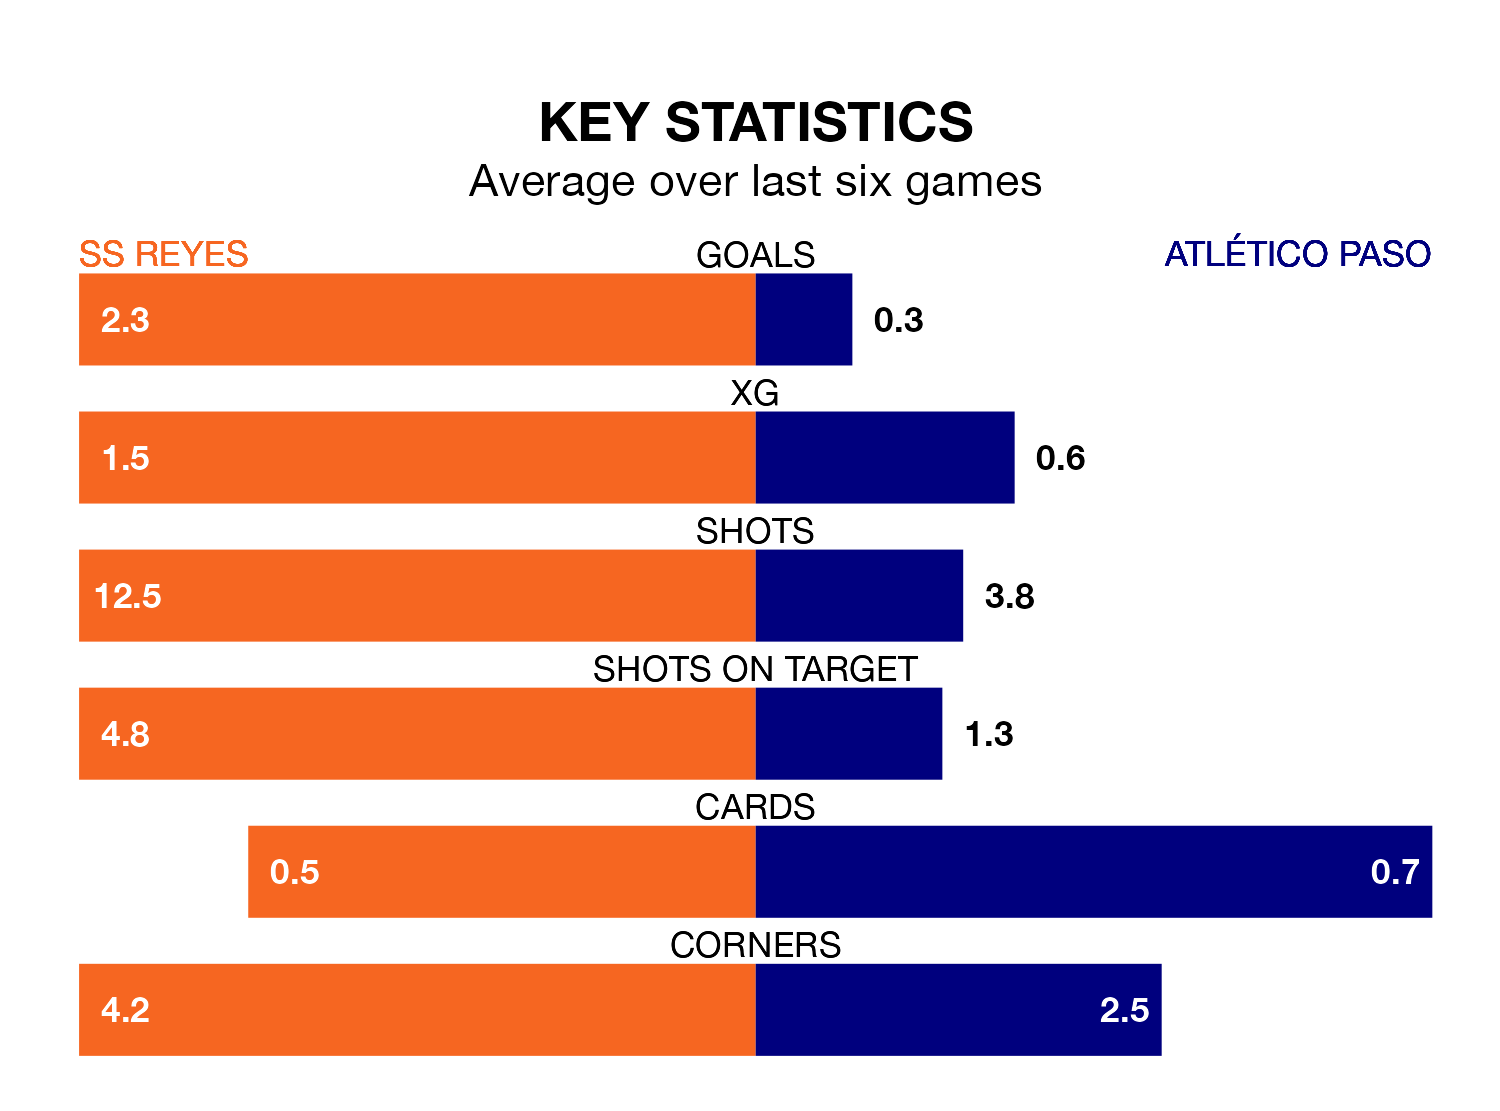 KEY STATISTICS
Average over last six games
SS REYES GOALS ATLÉTICO PASO
2.3 0.3
XG
1.5 0.6
SHOTS
12.5 3.8
SHOTS ON TARGET
4.8 1.3
CARDS
0.5 0.7
CORNERS
4.2 2.5